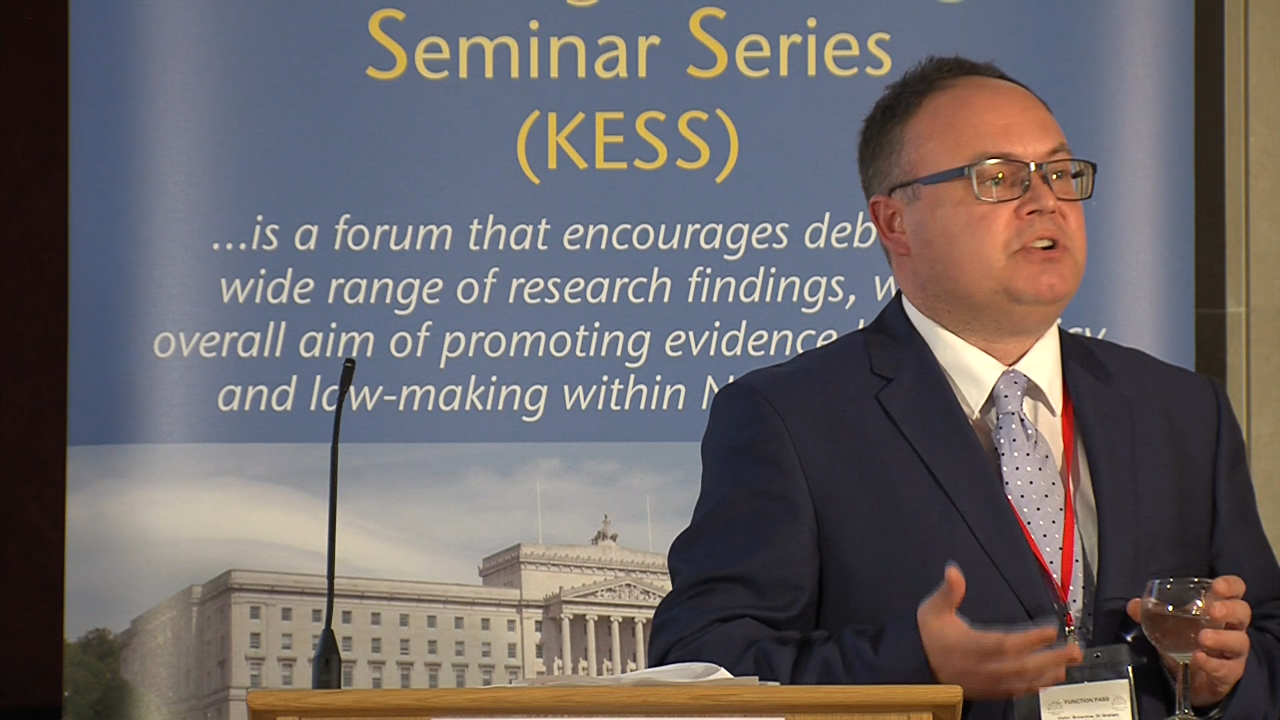 Seminar Series
(KESS)
...is a forum that encourages
wide range of research findings,
overall aim of promoting evidence
and law-making within
FUNCTION PASS